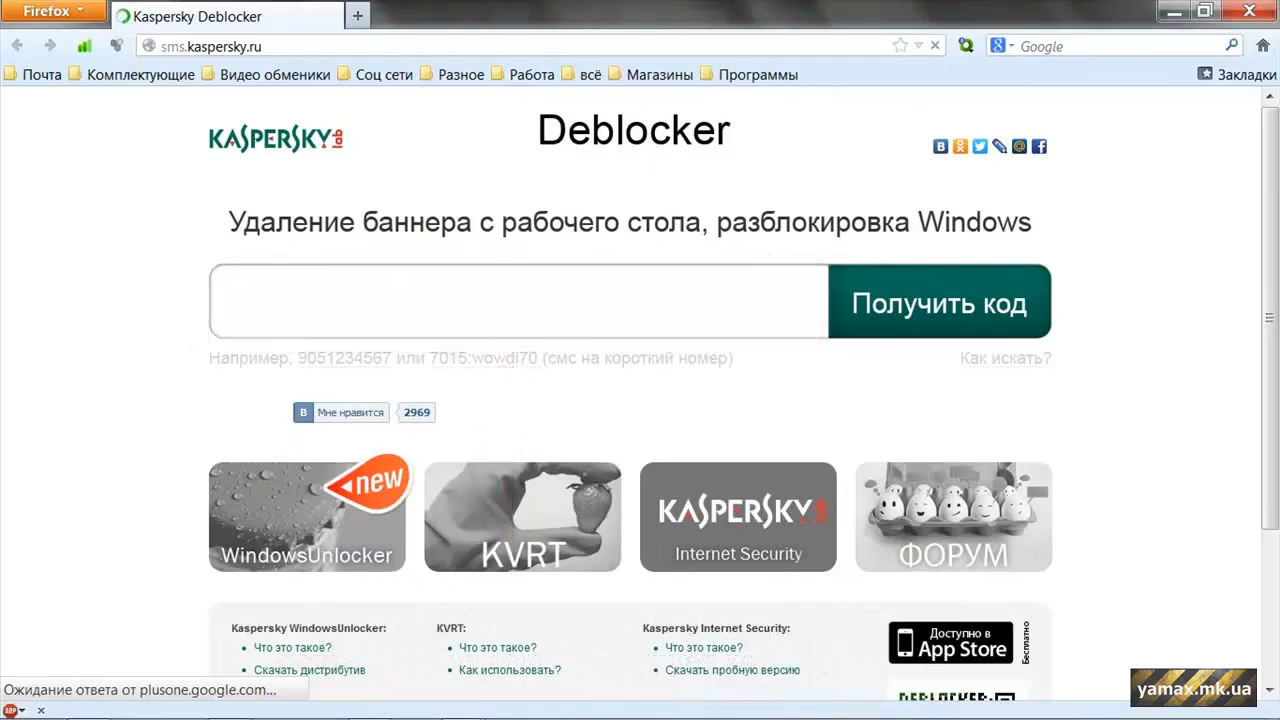 Firefox
Kaspersky Deblocker
sms.kaspersky.ru
Google
Почта Комплектующие Видео обменики Соц сети Разное Работа всё Магазины Программы Закладки
KASPERSKY lab
Deblocker
Удаление баннера с рабочего стола, разблокировка Windows
Получить код
Например, 9051234567 или 7015:wowdl70 (смс на короткий номер) Как искать?
B Мне нравится 2969
new
WindowsUnlocker
KVRT
KASPERSKY lab
Internet Security
ФОРУМ
Kaspersky WindowsUnlocker: KVRT: Kaspersky Internet Security:
Что это такое? Что это такое? Что это такое?
Скачать дистрибутив Как использовать? Скачать пробную версию
Доступно в
App Store
Бесплатно
DEBLOCKER
Ожидание ответа от plusone.google.com...
yamax.mk.ua
ABP